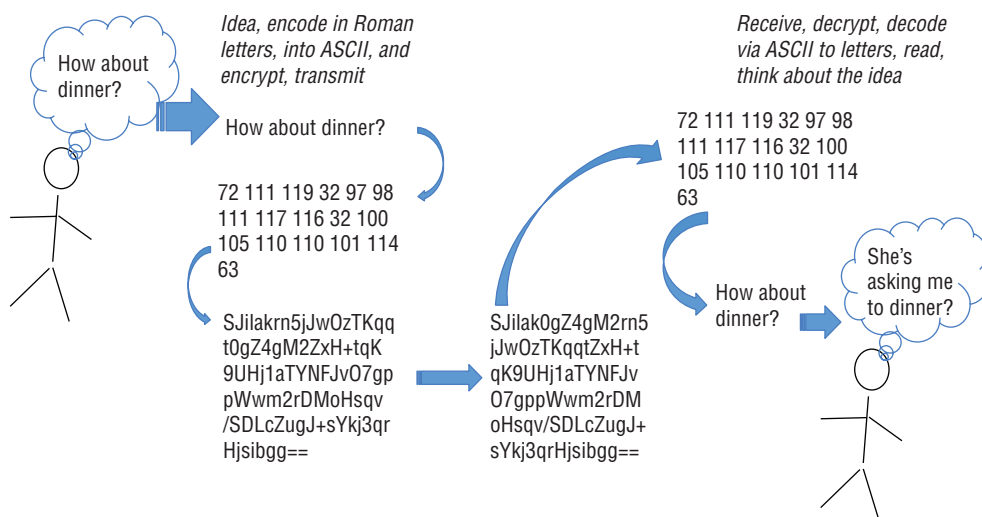 How about
dinner?
Idea, encode in Roman
letters, into ASCII, and
encrypt, transmit
How about dinner?
72 111 119 32 97 98
111 117 116 32 100
105 110 110 101 114
63
SJilakrn5jJwOzTKqq
t0gZ4gM2ZxH+tqK
9UHj1aTYNFJvO7gp
pWwm2rDMoHsqv
/SDLcZugJ+sYkj3qr
Hjsibgg==
SJilak0gZ4gM2rn5
jJwOzTKqqtZxH+t
qK9UHj1aTYNFJv
O7gppWwm2rDM
oHsqv/SDLcZugJ+
sYkj3qrHjsibgg==
Receive, decrypt, decode
via ASCII to letters, read,
think about the idea
72 111 119 32 97 98
111 117 116 32 100
105 110 110 101 114
63
How about
dinner?
She's
asking me
to dinner?